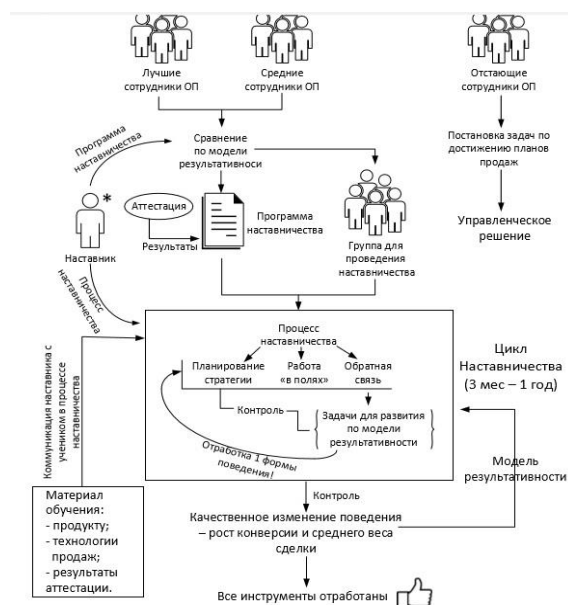 Лучшие
сотрудники ОП
Средние
сотрудники ОП
Отстающие
сотрудники ОП
Программа
наставничества
Сравнение
по модели
результативноси
Постановка задач по
достижению планов
продаж
*
Аттестация
Результаты
Программа
наставничества
Управленческое
решение
Наставник
Группа для
проведения
наставничества
Процесс
наставничества
Процесс
наставничества
Планирование
стратегии
Работа
«в полях»
Обратная
связь
Контроль
Задачи для развития
по модели
результативности
Отработка 1 формы
поведения!
Цикл
Наставничества
(3 мес – 1 год)
Коммуникация наставника с
учеником в процессе
наставничества
Модель
результативности
Материал
обучения:
- продукту;
- технологии
продаж;
- результаты
аттестации.
Контроль
Качественное изменение поведения
– рост конверсии и среднего веса
сделки
Все инструменты отработаны